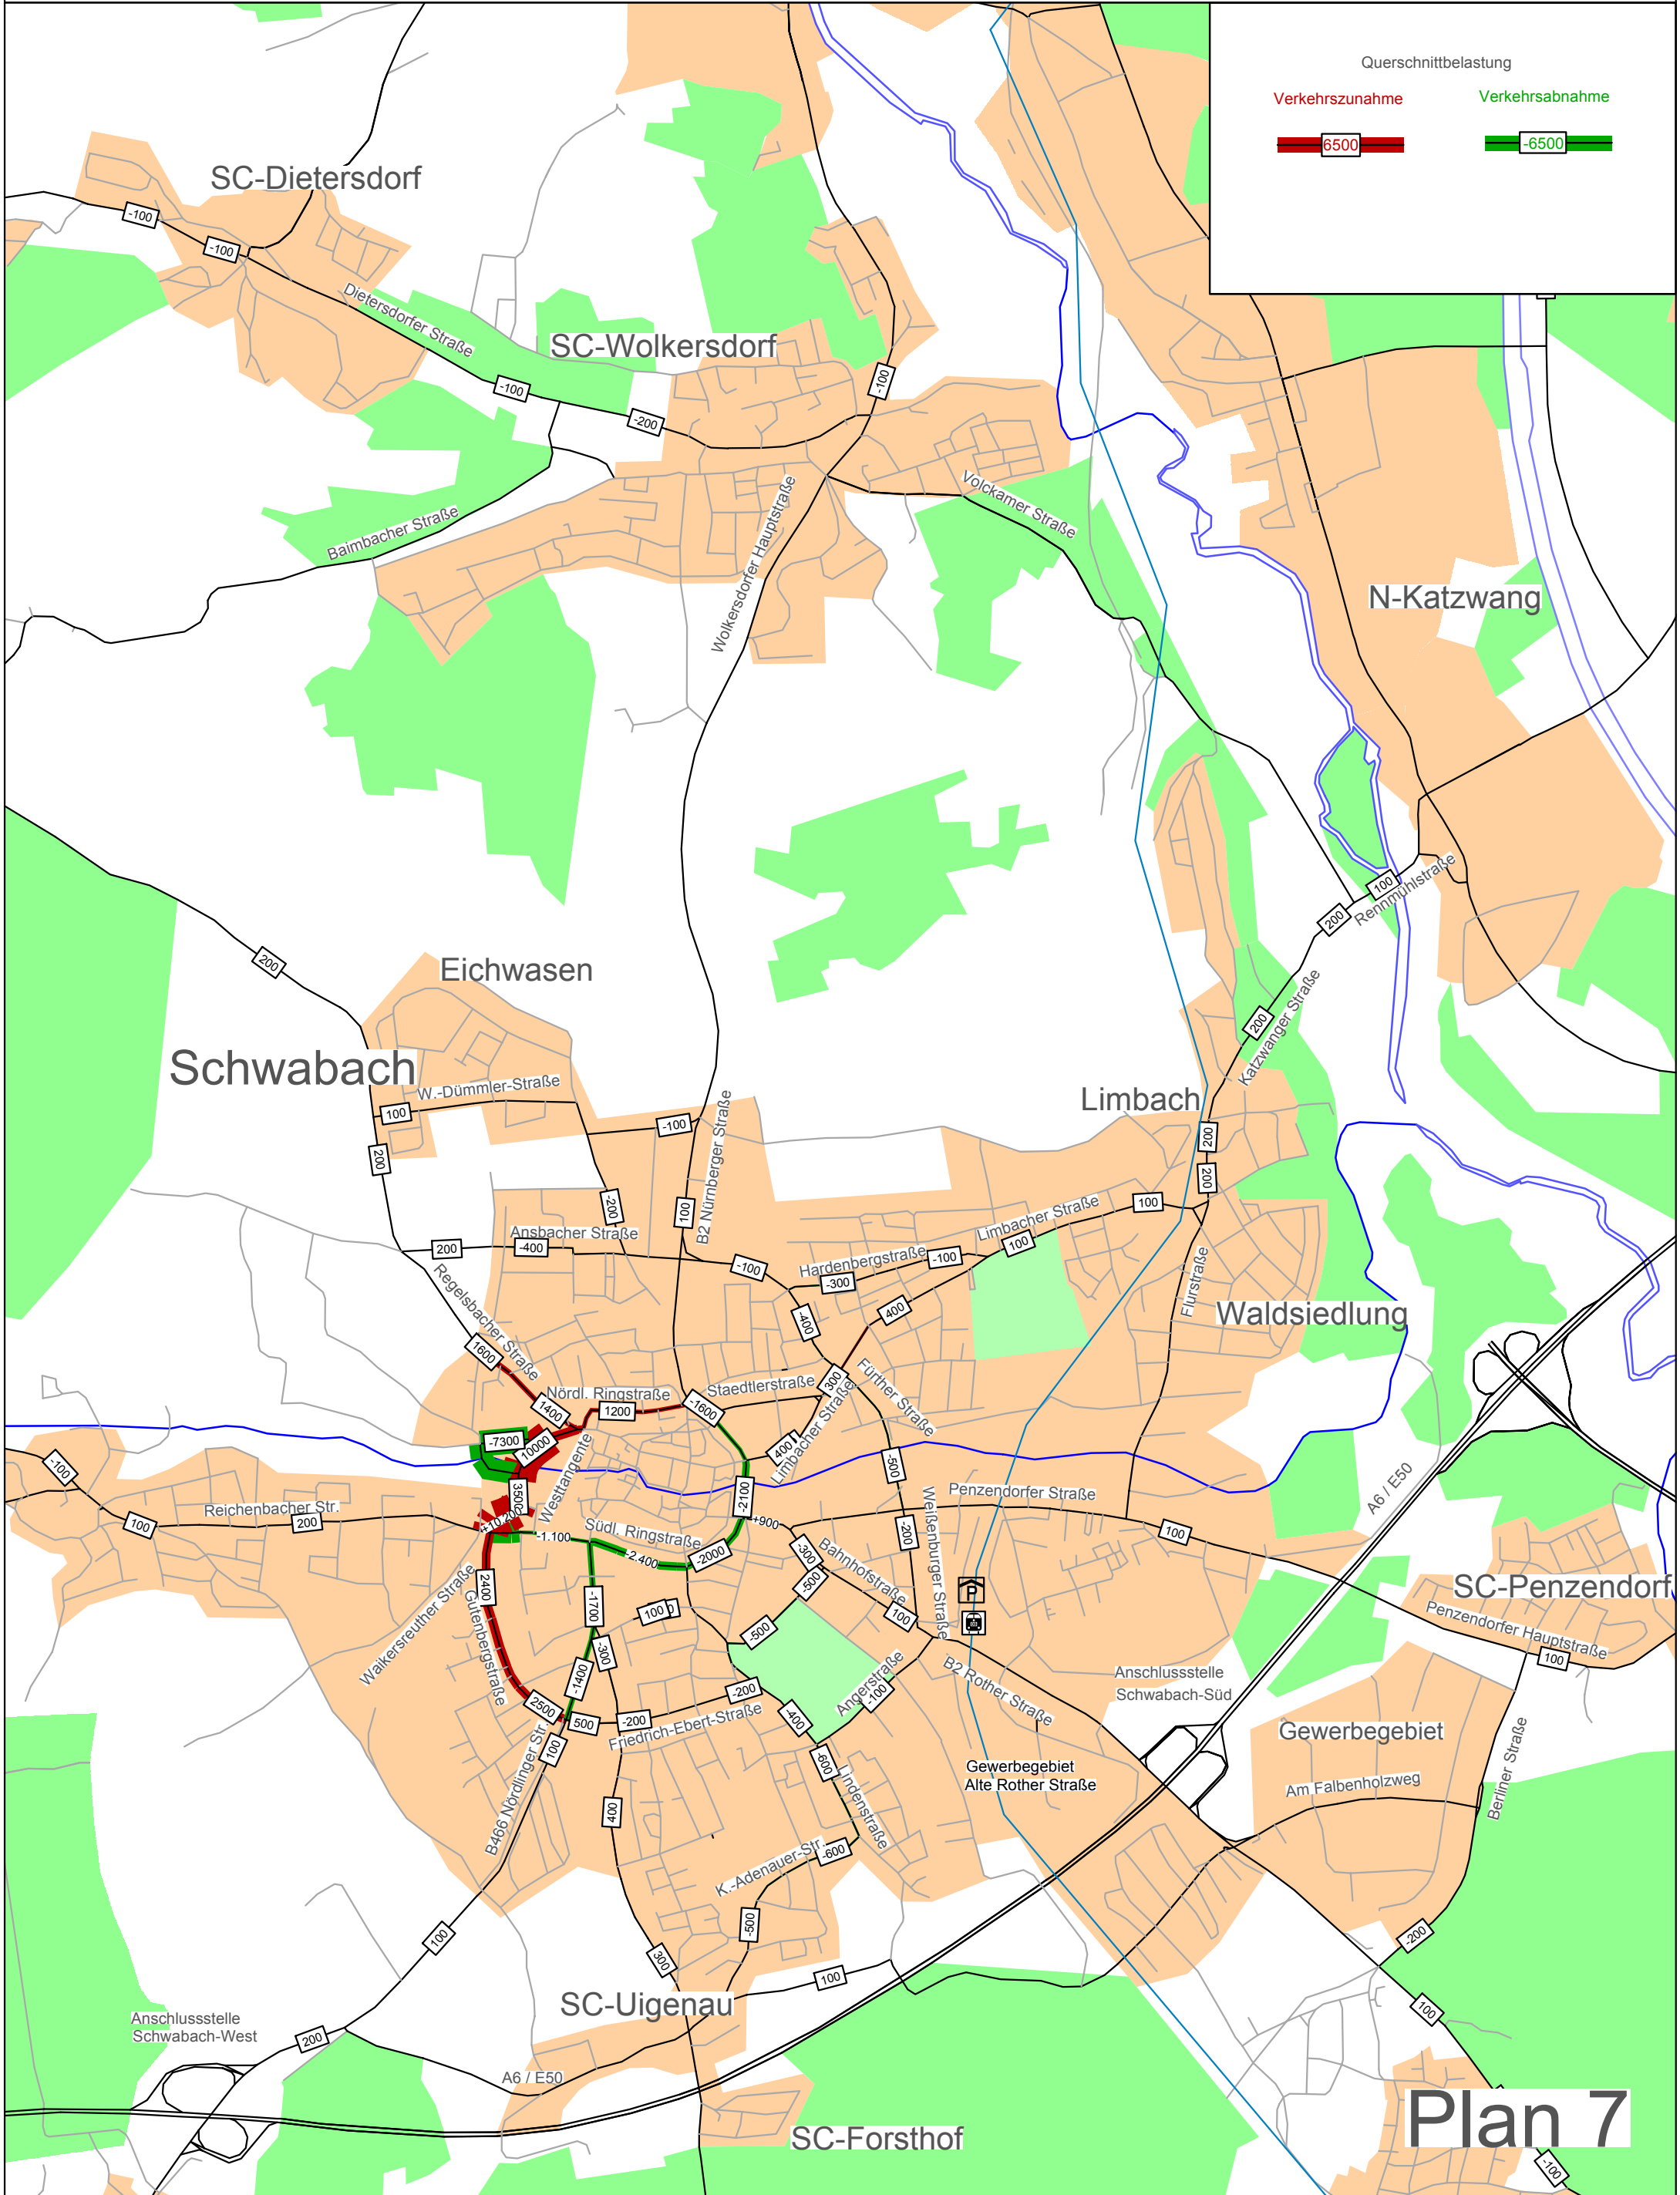 Querschnittbelastung
Verkehrszunahme
Verkehrsabnahme
6500
-6500
SC-Dietersdorf
-100
-100
Dietersdorfer Straße
SC-Wolkersdorf
-100
-100
-200
Volckamer Straße
Baimbacher Straße
Wolkersdorfer Hauptstraße
N-Katzwang
100
Rennmühlstraße
200
200
Eichwasen
Katzwanger Straße
200
Schwabach
W.-Dümmler-Straße
100
Limbach
-100
B2 Nürnberger Straße
200
200
200
-200
100
100
Limbacher Straße
100
Ansbacher Straße
200
-400
-100
Hardenbergstraße
-100
-300
Regelsbacher Straße
Flurstraße
Waldsiedlung
-400
400
1600
Fürther Straße
Nördl. Ringstraße
Staedtlerstraße
300
1400
1200
-1600
Limbacher Straße
-7300
10000
400
Westtangente
-500
A6 / E50
-100
3500
-2100
Weißenburger Straße
Penzendorfer Straße
Reichenbacher Str.
100
200
+10.200
-1.100
Südl. Ringstraße
+900
-200
100
-2.400
-2000
-300
Bahnhofstraße
-500
Waikersreuther Straße
2400
Gutenbergstraße
-1700
100
100
P
SC-Penzendorf
Penzendorfer Hauptstraße
-300
-500
100
B2 Rother Straße
Anschlussstelle
Schwabach-Süd
-1400
-200
Angerstraße
-100
2500
500
-200
Friedrich-Ebert-Straße
-400
Gewerbegebiet
100
B466 Nördlinger Str.
-600
Lindenstraße
Gewerbegebiet
Alte Rother Straße
Am Falbenholzweg
Berliner Straße
400
K.-Adenauer-Str.
-600
100
-500
-200
300
100
SC-Uigenau
100
Anschlussstelle
Schwabach-West
200
A6 / E50
Plan 7
SC-Forsthof
-100